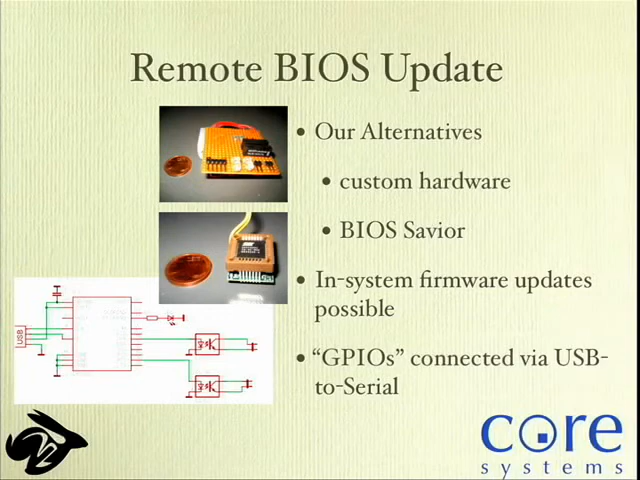 Remote BIOS Update
• Our Alternatives
• custom hardware
• BIOS Savior
• In-system firmware updates
possible
• “GPIOs” connected via USB-
to-Serial
USB
core
systems